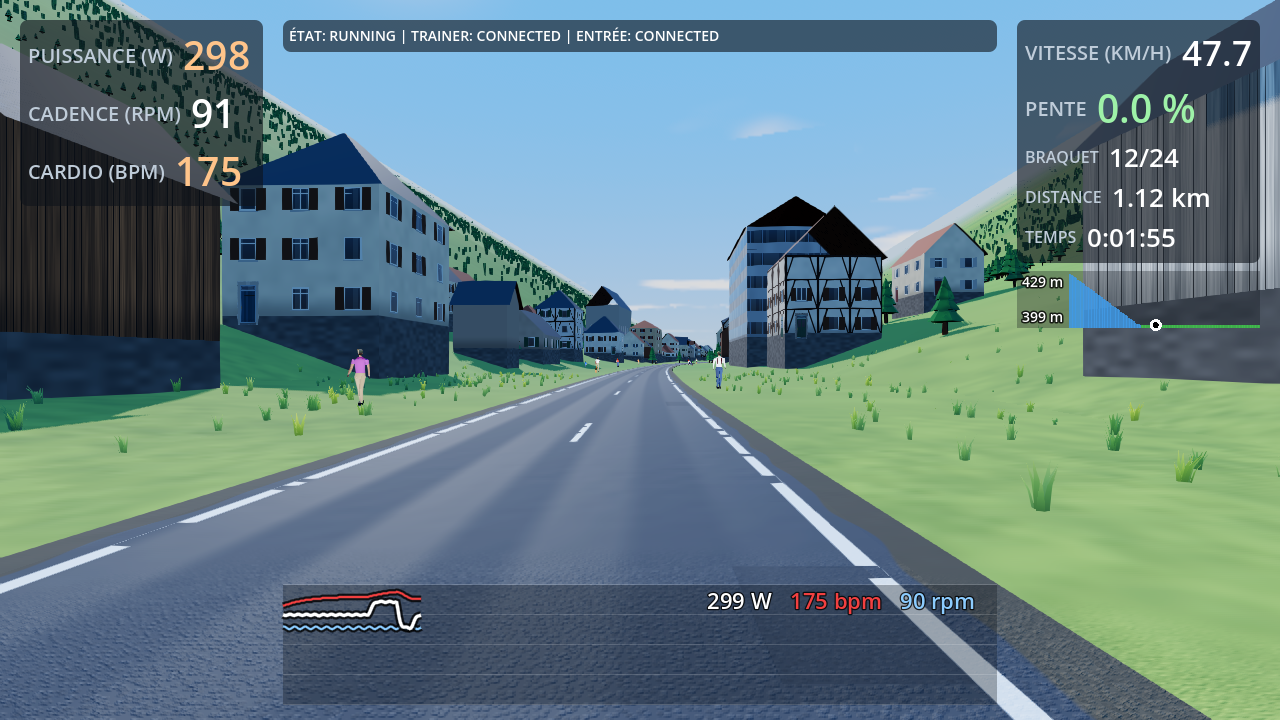 ÉTAT: RUNNING | TRAINER: CONNECTED | ENTRÉE: CONNECTED
PUISSANCE (W) 298
CADENCE (RPM) 91
CARDIO (BPM) 175
VITESSE (KM/H) 47.7
PENTE 0.0 %
BRAQUET 12/24
DISTANCE 1.12 km
TEMPS 0:01:55
429 m
399 m
299 W 175 bpm 90 rpm